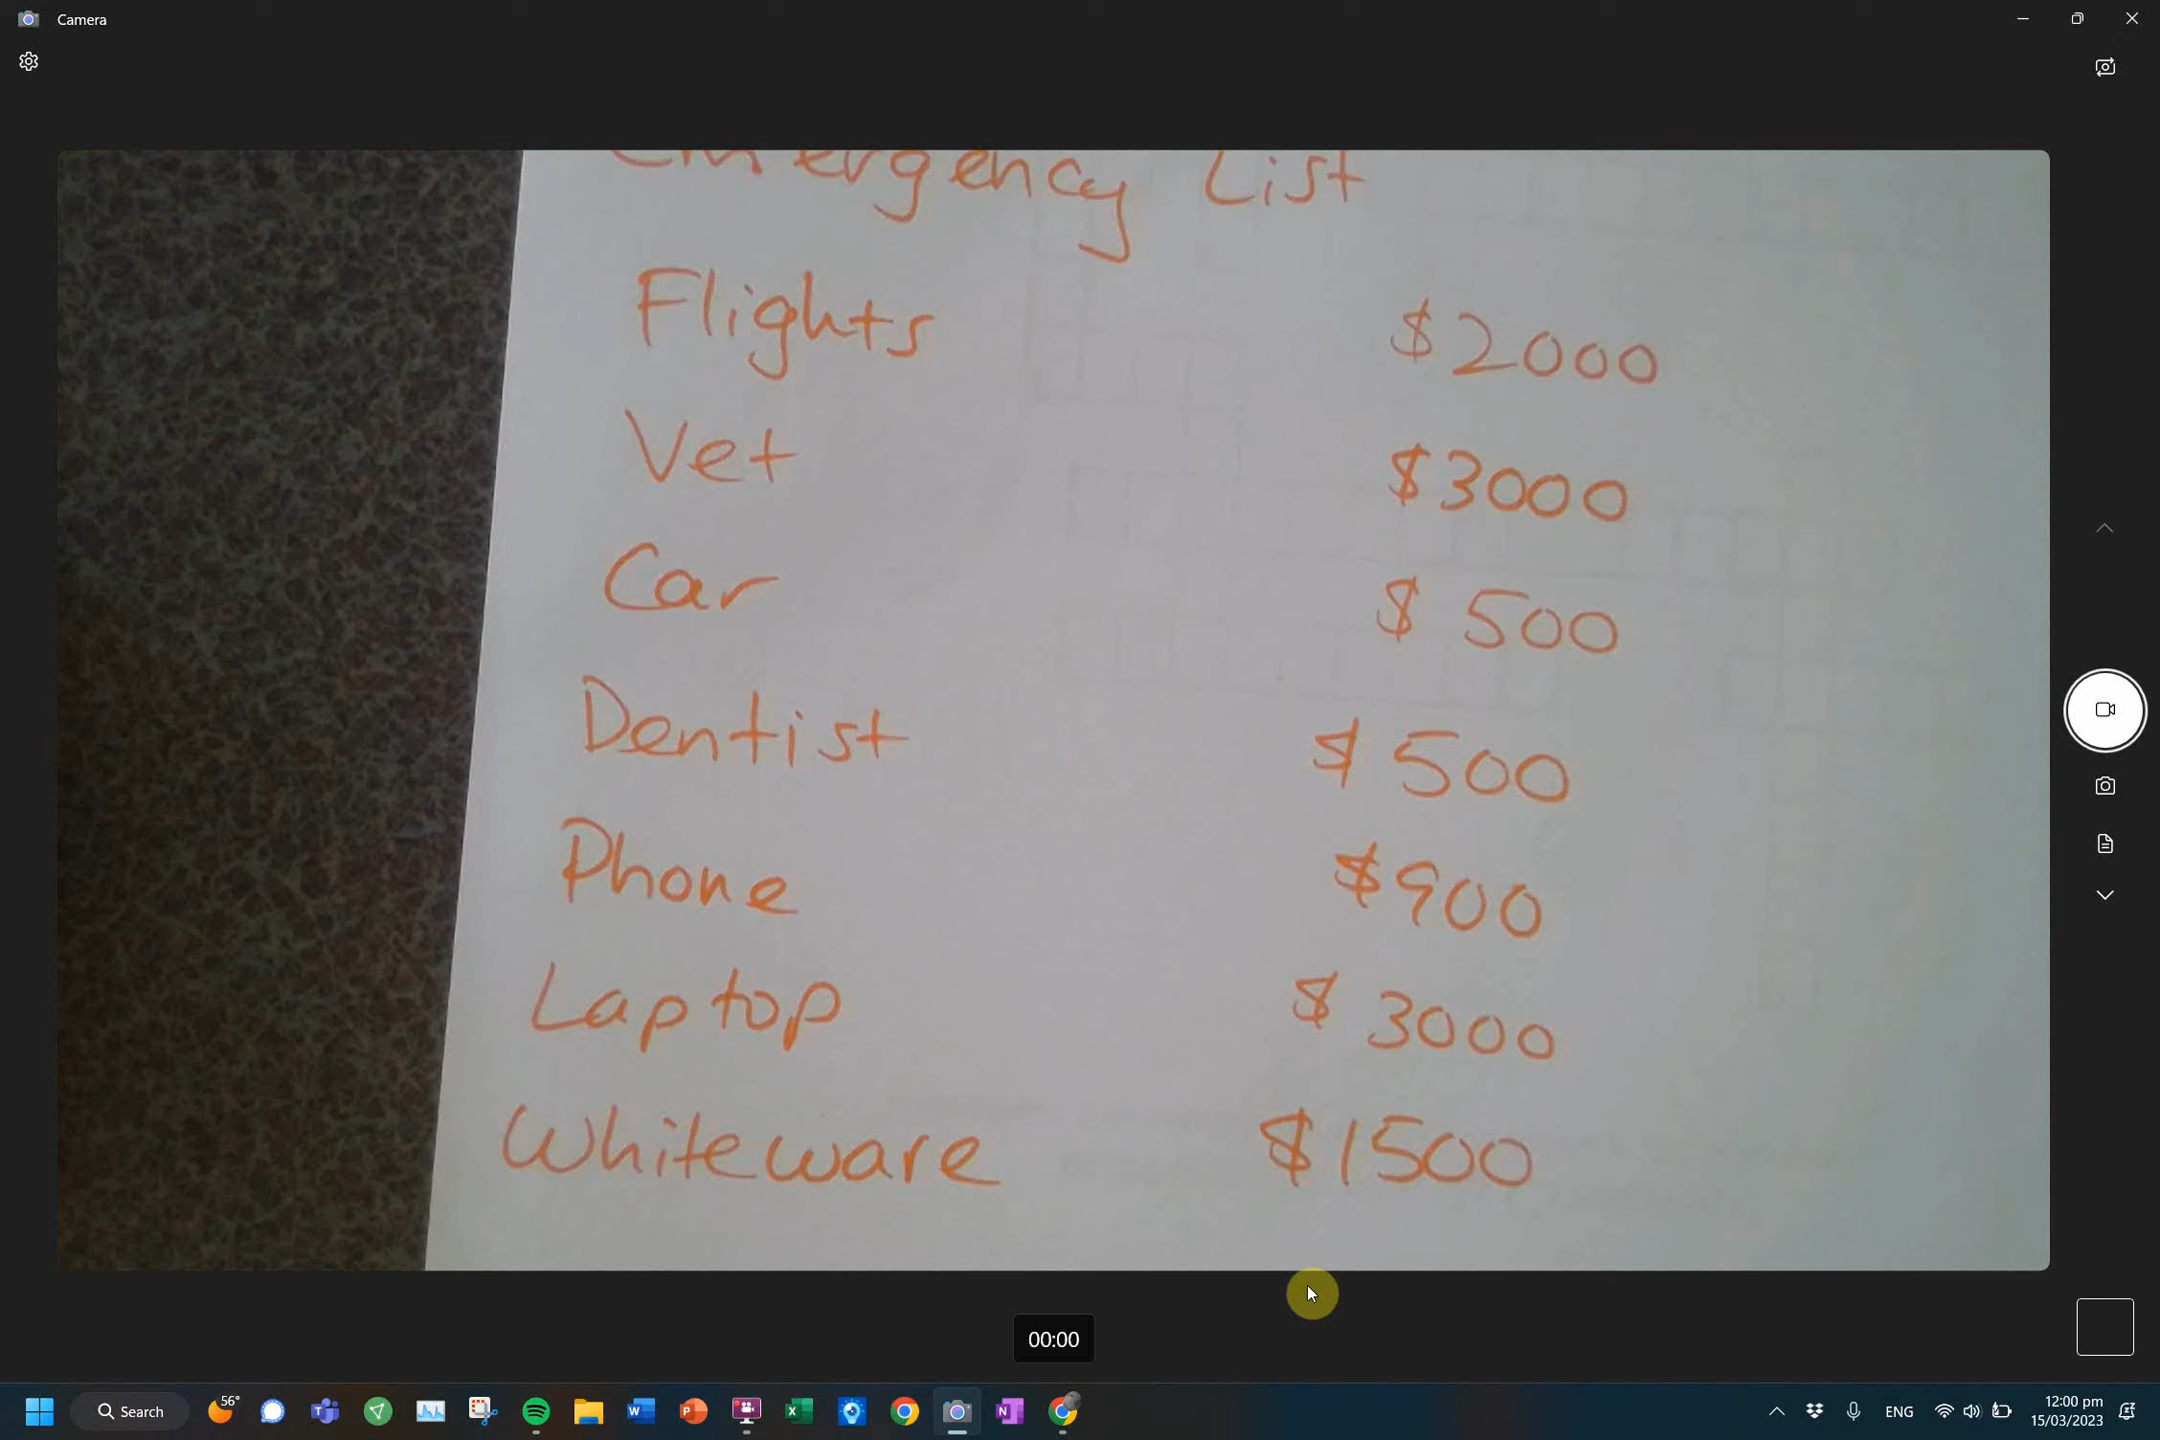 Camera
Emergency List
Flights $2000
Vet $3000
Car $ 500
Dentist $ 500
Phone $900
Laptop $ 3000
Whiteware $1500
00:00
56°
Search
ENG
12:00 pm
15/03/2023